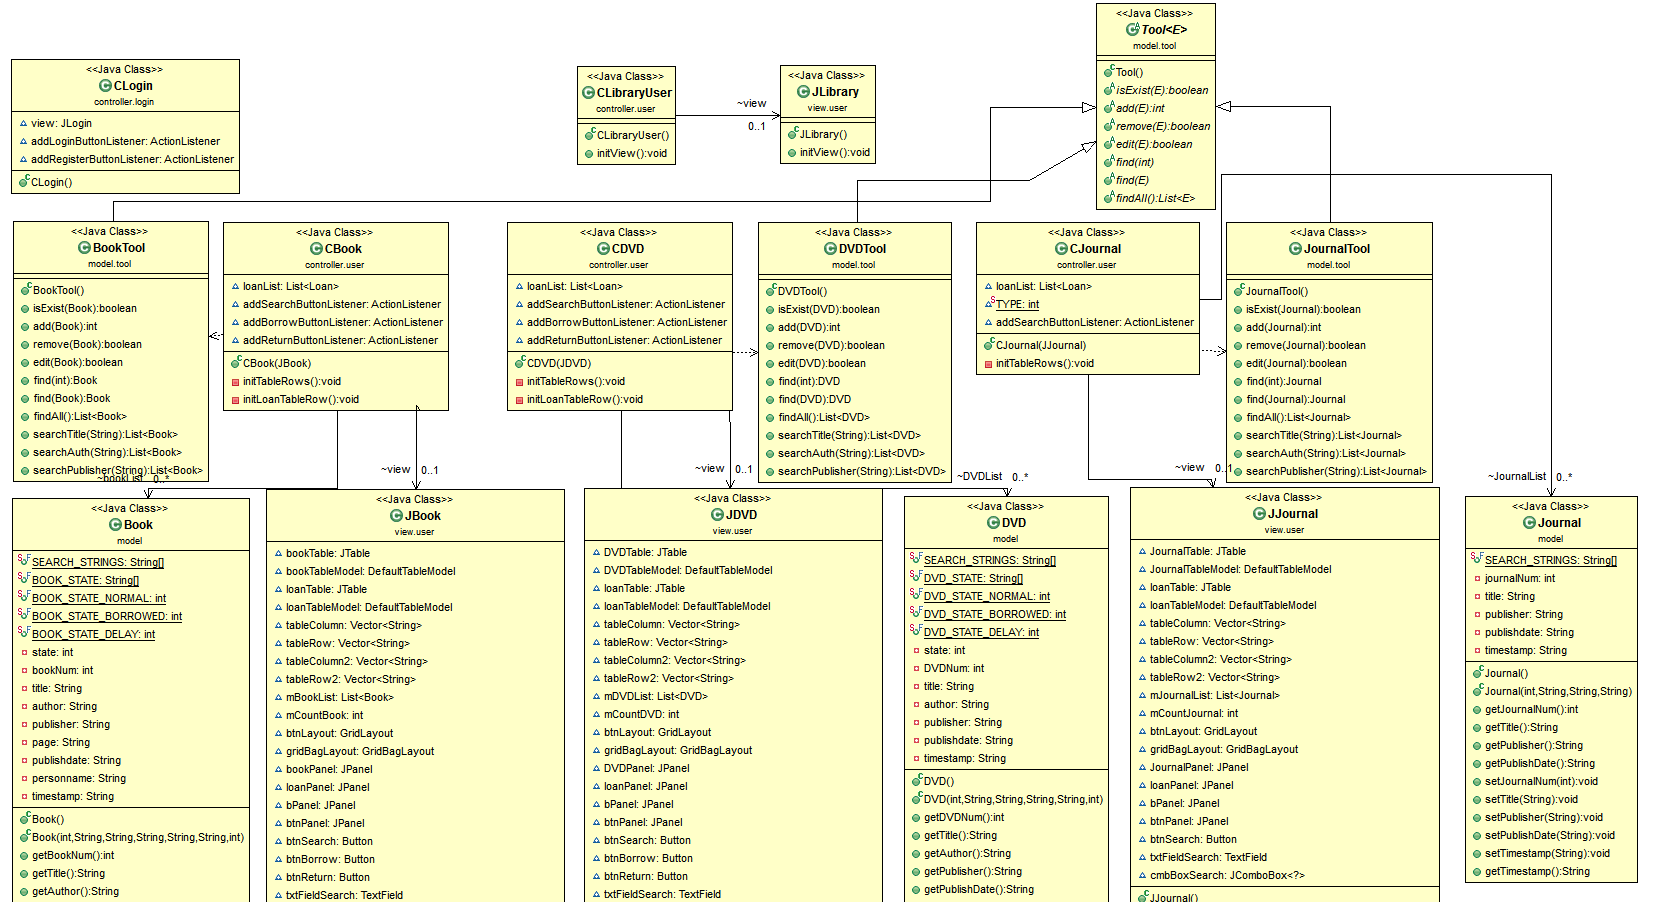 <<Java Class>>
Tool<E>
model.tool
Tool()
isExist(E):boolean
add(E):int
remove(E):boolean
edit(E):boolean
find(int)
find(E)
findAll():List<E>
<<Java Class>>
CLogin
controller.login
view: JLogin
addLoginButtonListener: ActionListener
addRegisterButtonListener: ActionListener
CLogin()
<<Java Class>>
CLibraryUser
controller.user
CLibraryUser()
initView():void
~view
0..1
<<Java Class>>
JLibrary
view.user
JLibrary()
initView():void
<<Java Class>>
BookTool
model.tool
BookTool()
isExist(Book):boolean
add(Book):int
remove(Book):boolean
edit(Book):boolean
find(int):Book
find(Book):Book
findAll():List<Book>
searchTitle(String):List<Book>
searchAuth(String):List<Book>
searchPublisher(String):List<Book>
<<Java Class>>
CBook
controller.user
loanList: List<Loan>
addSearchButtonListener: ActionListener
addBorrowButtonListener: ActionListener
addReturnButtonListener: ActionListener
CBook(JBook)
initTableRows():void
initLoanTableRow():void
<<Java Class>>
CDVD
controller.user
loanList: List<Loan>
addSearchButtonListener: ActionListener
addBorrowButtonListener: ActionListener
addReturnButtonListener: ActionListener
CDVD(JDVD)
initTableRows():void
initLoanTableRow():void
<<Java Class>>
DVDTool
model.tool
DVDTool()
isExist(DVD):boolean
add(DVD):int
remove(DVD):boolean
edit(DVD):boolean
find(int):DVD
find(DVD):DVD
findAll():List<DVD>
searchTitle(String):List<DVD>
searchAuth(String):List<DVD>
searchPublisher(String):List<DVD>
<<Java Class>>
CJournal
controller.user
loanList: List<Loan>
TYPE: int
addSearchButtonListener: ActionListener
CJournal(JJournal)
initTableRows():void
<<Java Class>>
JournalTool
model.tool
JournalTool()
isExist(Journal):boolean
add(Journal):int
remove(Journal):boolean
edit(Journal):boolean
find(int):Journal
find(Journal):Journal
findAll():List<Journal>
searchTitle(String):List<Journal>
searchAuth(String):List<Journal>
searchPublisher(String):List<Journal>
~bookList 0..*
~view 0..1
~view 0..1
~DVDList 0..*
~view 0..1
~JournalList 0..*
<<Java Class>>
Book
model
SEARCH_STRINGS: String[]
BOOK_STATE: String[]
BOOK_STATE_NORMAL: int
BOOK_STATE_BORROWED: int
BOOK_STATE_DELAY: int
state: int
bookNum: int
title: String
author: String
publisher: String
page: String
publishdate: String
personname: String
timestamp: String
Book()
Book(int,String,String,String,String,String,int)
getBookNum():int
getTitle():String
getAuthor():String
<<Java Class>>
JBook
view.user
bookTable: JTable
bookTableModel: DefaultTableModel
loanTable: JTable
loanTableModel: DefaultTableModel
tableColumn: Vector<String>
tableRow: Vector<String>
tableColumn2: Vector<String>
tableRow2: Vector<String>
mBookList: List<Book>
mCountBook: int
btnLayout: GridLayout
gridBagLayout: GridBagLayout
bookPanel: JPanel
loanPanel: JPanel
bPanel: JPanel
btnPanel: JPanel
btnSearch: Button
btnBorrow: Button
btnReturn: Button
txtFieldSearch: TextField
<<Java Class>>
JDVD
view.user
DVDTable: JTable
DVDTableModel: DefaultTableModel
loanTable: JTable
loanTableModel: DefaultTableModel
tableColumn: Vector<String>
tableRow: Vector<String>
tableColumn2: Vector<String>
tableRow2: Vector<String>
mDVDList: List<DVD>
mCountDVD: int
btnLayout: GridLayout
gridBagLayout: GridBagLayout
DVDPanel: JPanel
loanPanel: JPanel
bPanel: JPanel
btnPanel: JPanel
btnSearch: Button
btnBorrow: Button
btnReturn: Button
txtFieldSearch: TextField
<<Java Class>>
DVD
model
SEARCH_STRINGS: String[]
DVD_STATE: String[]
DVD_STATE_NORMAL: int
DVD_STATE_BORROWED: int
DVD_STATE_DELAY: int
state: int
DVDNum: int
title: String
author: String
publisher: String
publishdate: String
timestamp: String
DVD()
DVD(int,String,String,String,String,int)
getDVDNum():int
getTitle():String
getAuthor():String
getPublisher():String
getPublishDate():String
<<Java Class>>
JJournal
view.user
JournalTable: JTable
JournalTableModel: DefaultTableModel
loanTable: JTable
loanTableModel: DefaultTableModel
tableColumn: Vector<String>
tableRow: Vector<String>
tableColumn2: Vector<String>
tableRow2: Vector<String>
mJournalList: List<Journal>
mCountJournal: int
btnLayout: GridLayout
gridBagLayout: GridBagLayout
JournalPanel: JPanel
loanPanel: JPanel
bPanel: JPanel
btnPanel: JPanel
btnSearch: Button
txtFieldSearch: TextField
cmbBoxSearch: JComboBox<?>
JJournal()
<<Java Class>>
Journal
model
SEARCH_STRINGS: String[]
journalNum: int
title: String
publisher: String
publishdate: String
timestamp: String
Journal()
Journal(int,String,String,String)
getJournalNum():int
getTitle():String
getPublisher():String
getPublishDate():String
setJournalNum(int):void
setTitle(String):void
setPublisher(String):void
setPublishDate(String):void
setTimestamp(String):void
getTimestamp():String